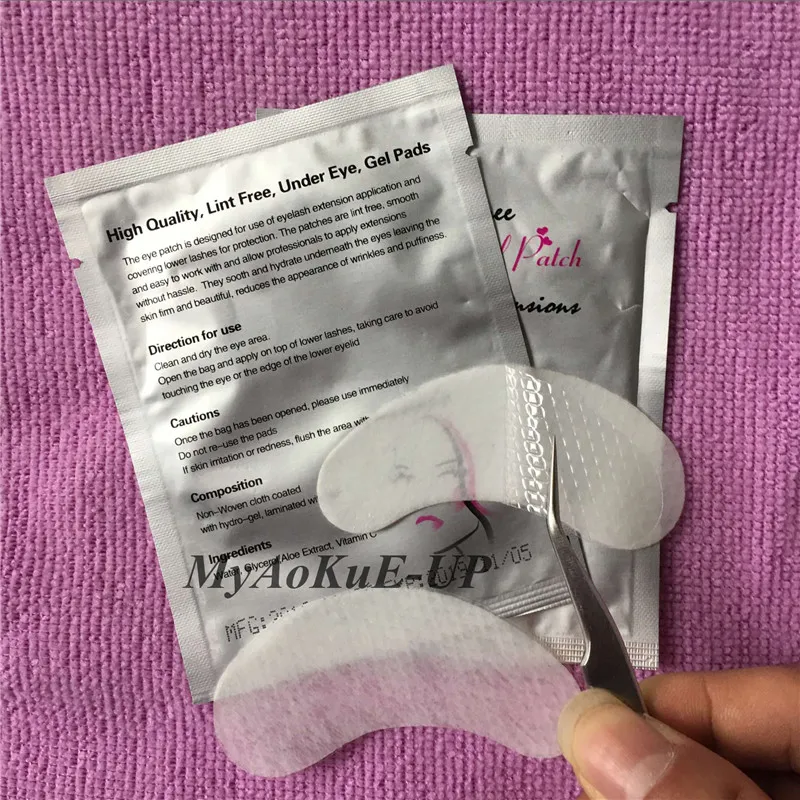 High Quality, Lint Free, Under Eye, Gel Pads
The eye patch is designed for use of eyelash extension application and
covering lower lashes for protection. The patches are lint free, smooth
and easy to work with and allow professionals to apply extensions
without hassle. They sooth and hydrate underneath the eyes leaving the
skin firm and beautiful, reduces the appearance of wrinkles and puffiness.
Direction for use
Clean and dry the eye area.
Open the bag and apply on top of lower lashes, taking care to avoid
touching the eye or the edge of the lower eyelid
Cautions
Once the bag has been opened, please use immediately
Do not re-use the pads
If skin irritation or redness, flush the area with
Composition
Non-Woven cloth coated
with hydro-gel, laminated
Ingredients
Water, Glycerol Aloe Extract, Vitamin C
MFG:
Patch
MyAoKuE-UP